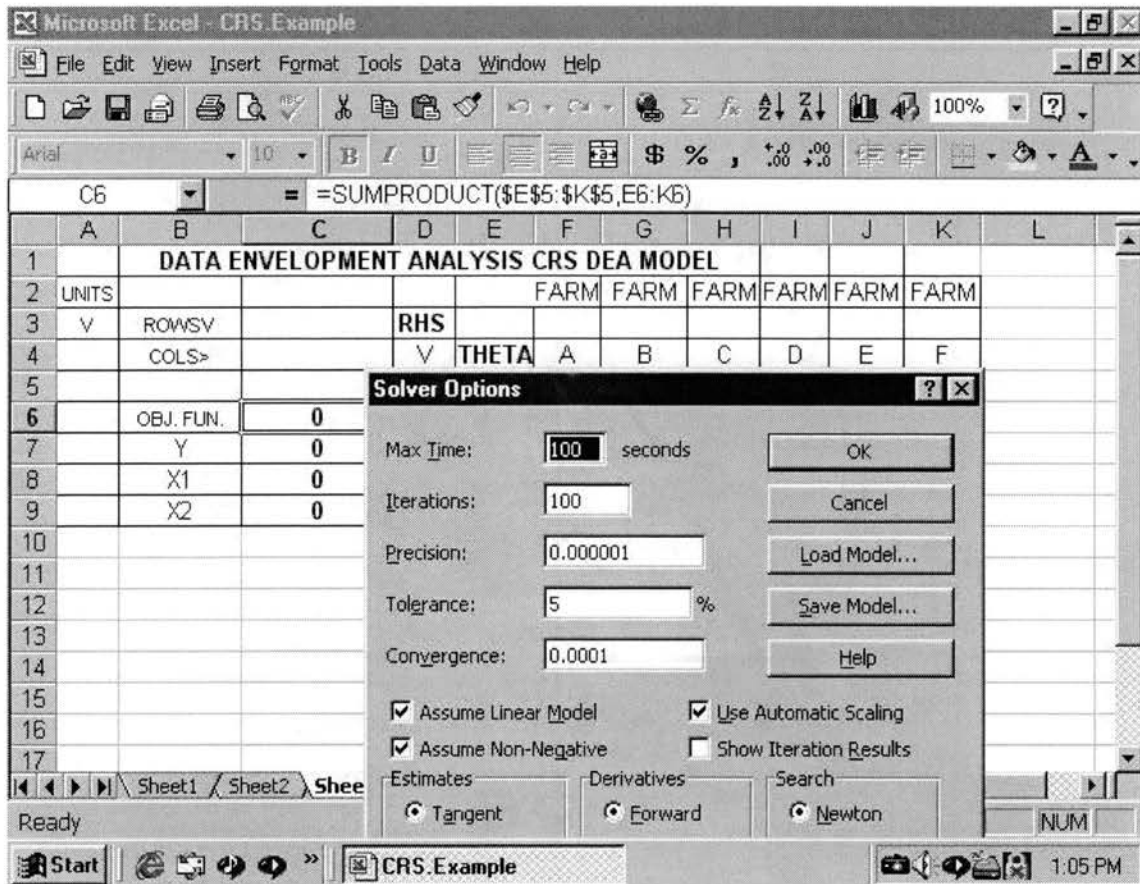 Microsoft Excel - CRS.Example
File Edit View Insert Format Tools Data Window Help
100%
Arial 10 B I U $ % , .00 .00
C6 = =SUMPRODUCT($E$5:$K$5,E6:K6)
A B C D E F G H I J K L
1 DATA ENVELOPMENT ANALYSIS CRS DEA MODEL
2 UNITS FARM FARM FARM FARM FARM FARM
3 V ROWSV RHS
4 COLS> V THETA A B C D E F
5
6 OBJ. FUN. 0
7 Y 0
8 X1 0
9 X2 0
10
11
12
13
14
15
16
17
Solver Options
Max Time: 100 seconds OK
Iterations: 100 Cancel
Precision: 0.000001 Load Model...
Tolerance: 5 % Save Model...
Convergence: 0.0001 Help
Assume Linear Model Use Automatic Scaling
Assume Non-Negative Show Iteration Results
Estimates Derivatives Search
Tangent Forward Newton
Sheet1 Sheet2 Shee
Ready NUM
Start CRS.Example 1:05 PM